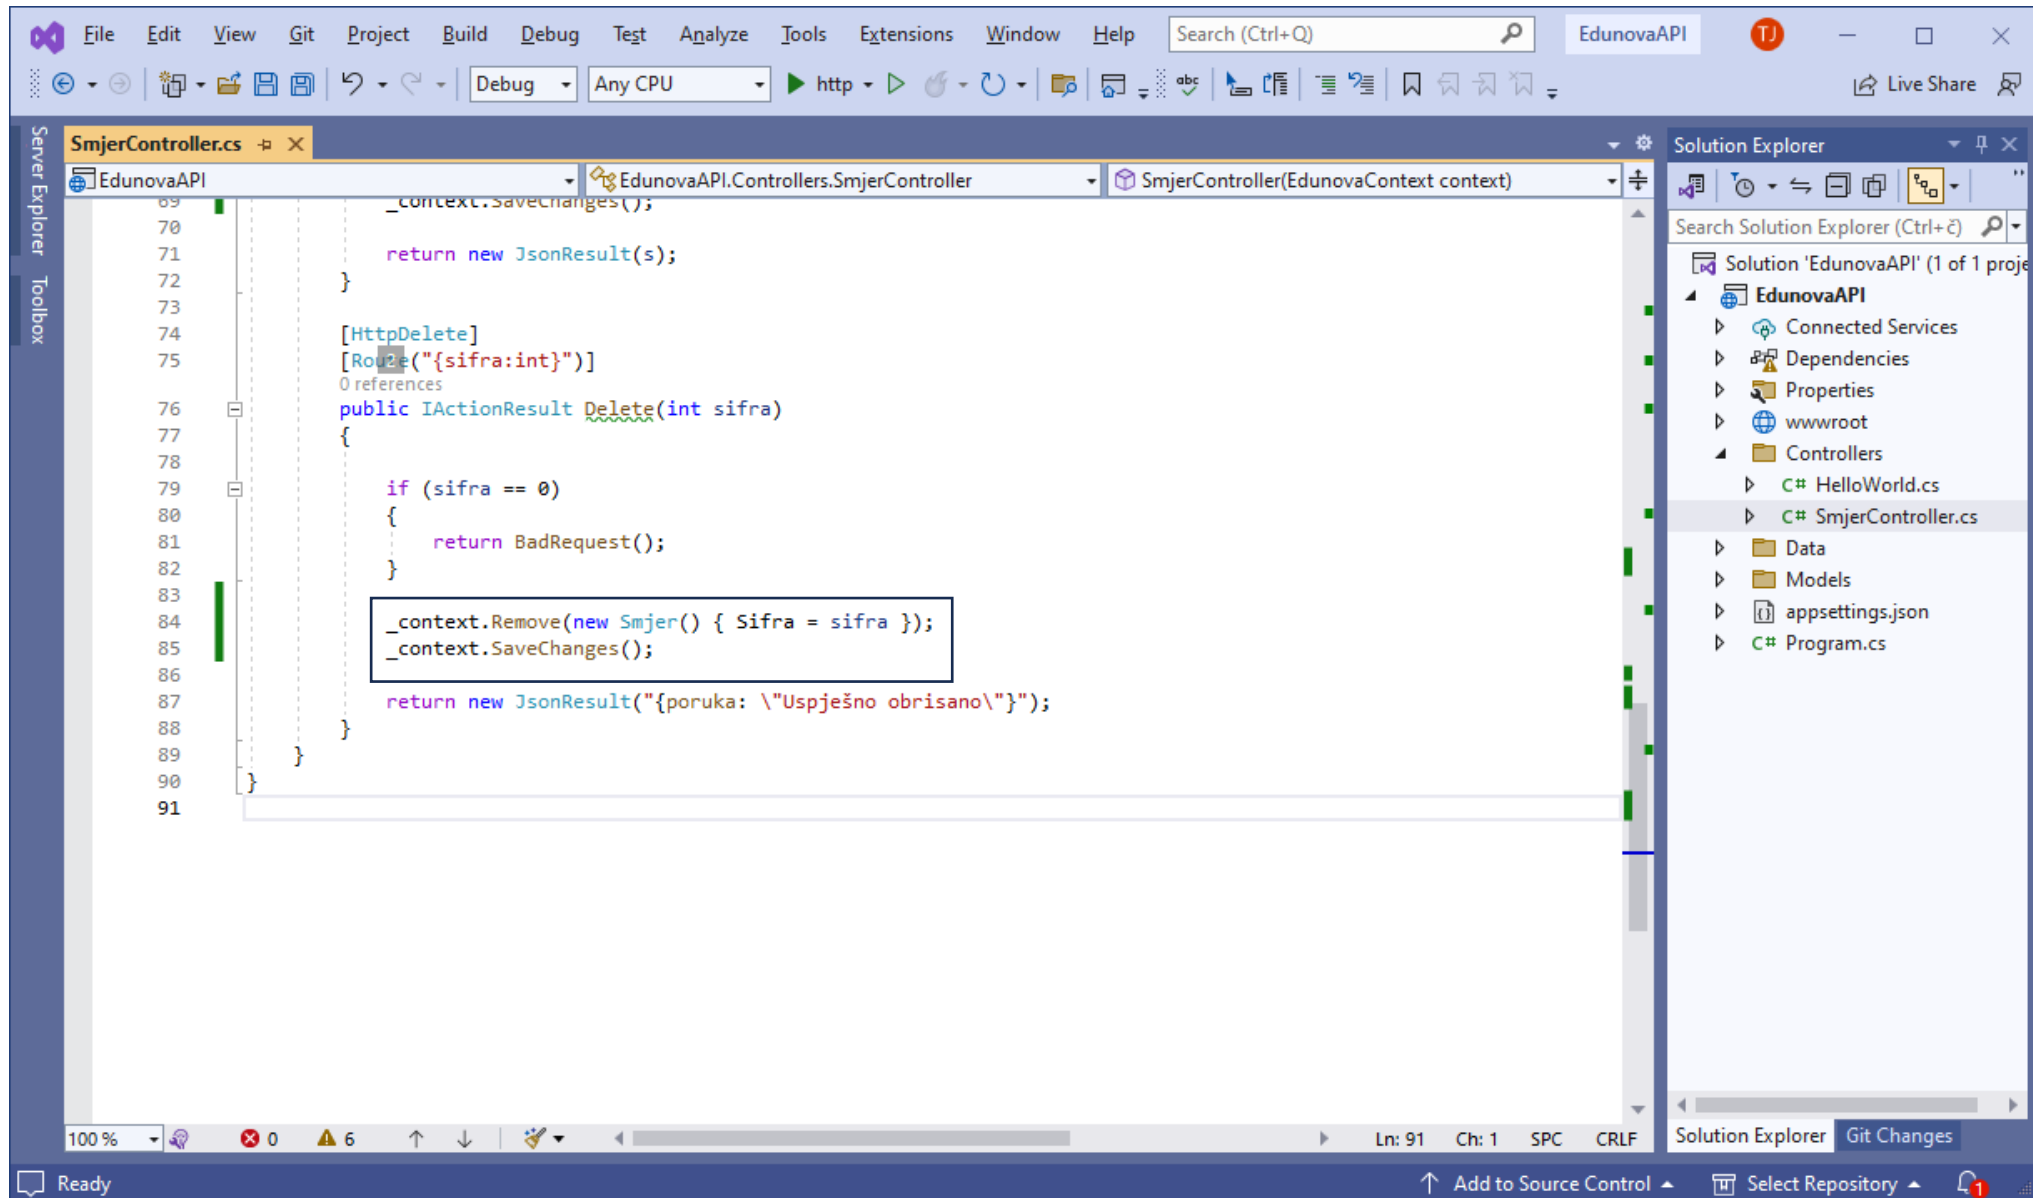 File Edit View Git Project Build Debug Test Analyze Tools Extensions Window Help Search (Ctrl+Q) EdunovaAPI TJ
Debug Any CPU http abc Live Share
Server Explorer
Toolbox
SmjerController.cs
EdunovaAPI EdunovaAPI.Controllers.SmjerController SmjerController(EdunovaContext context)
69 _context.SaveChanges();
70
71 return new JsonResult(s);
72 }
73
74 [HttpDelete]
75 [Route("{sifra:int}")]
0 references
76 public IActionResult Delete(int sifra)
77 {
78
79 if (sifra == 0)
80 {
81 return BadRequest();
82 }
83
84 _context.Remove(new Smjer() { Sifra = sifra });
85 _context.SaveChanges();
86
87 return new JsonResult("{poruka: \"Uspješno obrisano\"}");
88 }
89 }
90 }
91
100 % 0 6 Ln: 91 Ch: 1 SPC CRLF
Solution Explorer
Search Solution Explorer (Ctrl+č)
Solution 'EdunovaAPI' (1 of 1 proje
EdunovaAPI
Connected Services
Dependencies
Properties
wwwroot
Controllers
C# HelloWorld.cs
C# SmjerController.cs
Data
Models
appsettings.json
C# Program.cs
Solution Explorer Git Changes
Ready Add to Source Control Select Repository 1